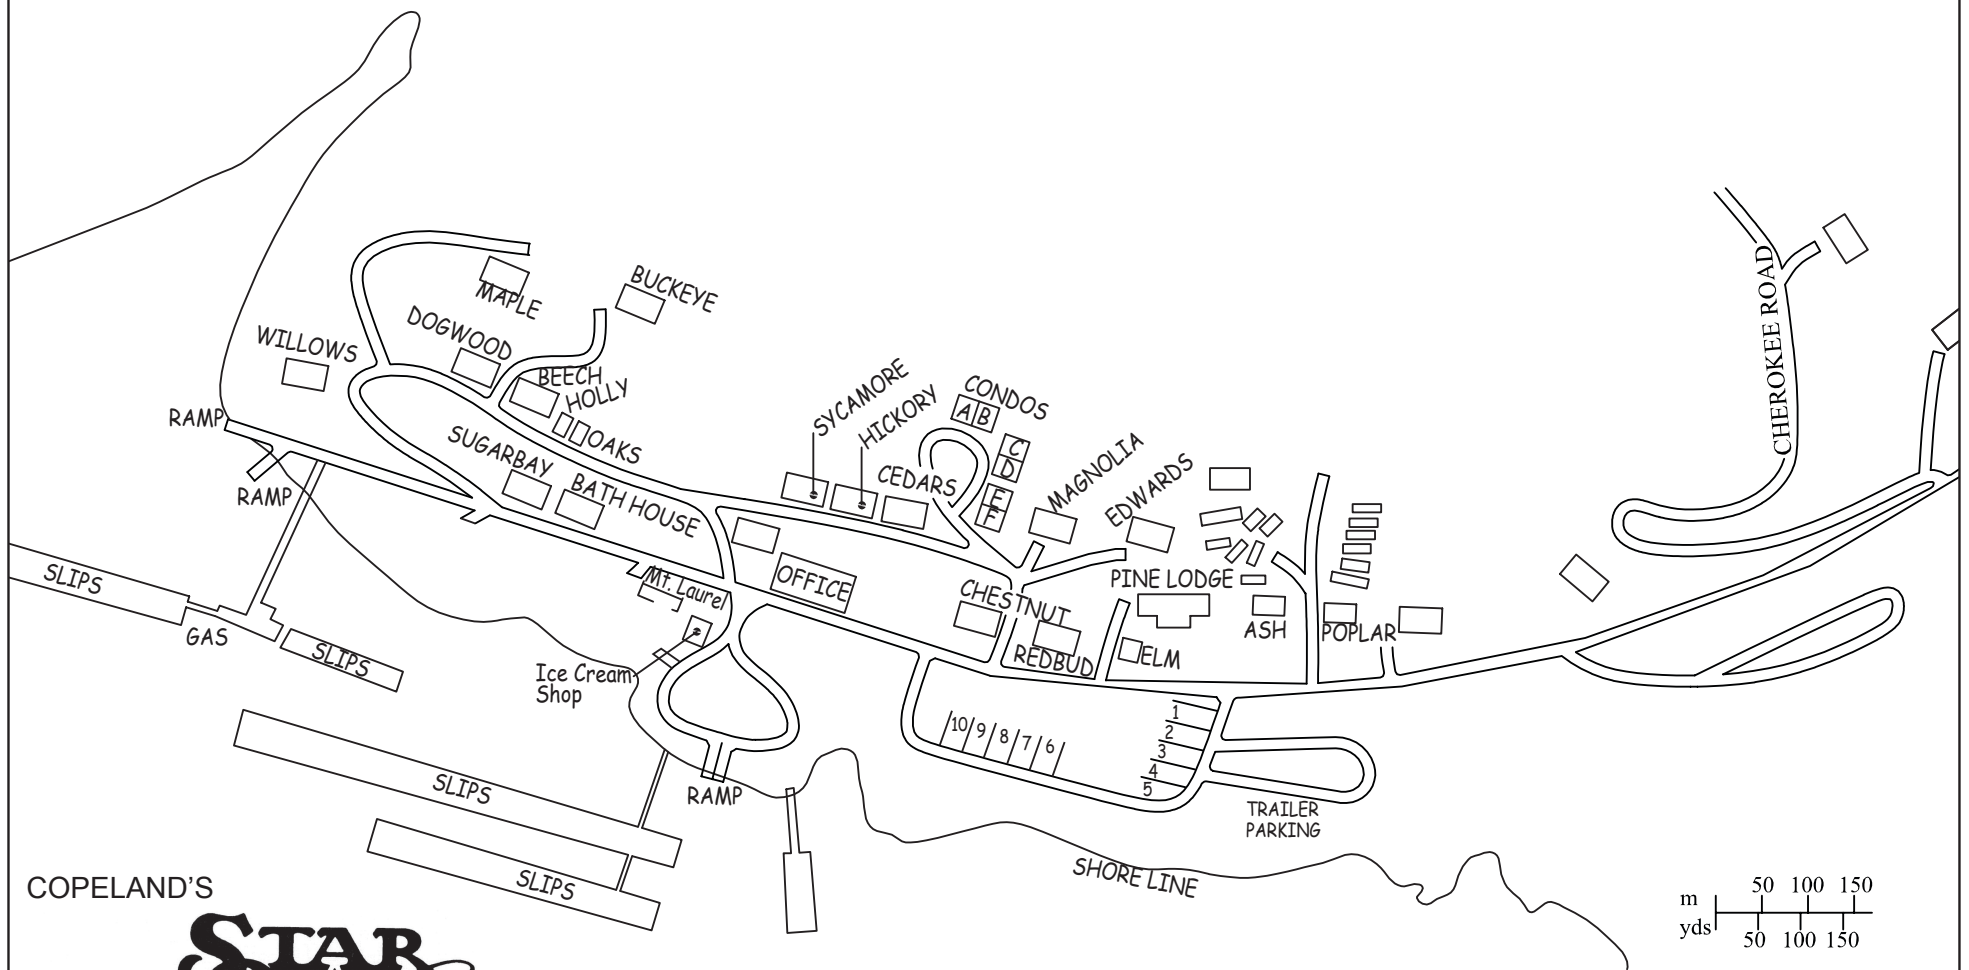 CHEROKEE ROAD
BUCKEYE
MAPLE
DOGWOOD
WILLOWS
BEECH
HOLLY
OAKS
SYCAMORE
HICKORY
CONDOS
A B
C
D
E
F
RAMP
RAMP
SUGARBAY
BATH HOUSE
CEDARS
MAGNOLIA
EDWARDS
SLIPS
GAS
SLIPS
Mt. Laurel
OFFICE
CHESTNUT
PINE LODGE
REDBUD
ELM
ASH
POPLAR
Ice Cream
Shop
10 9 8 7 6
1
2
3
4
5
SLIPS
RAMP
TRAILER
PARKING
SLIPS
SHORE LINE
COPELAND'S
STAR
m 50 100 150
yds 50 100 150